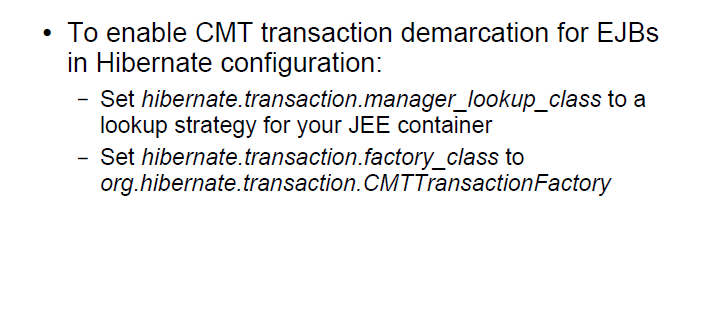 • To enable CMT transaction demarcation for EJBs
in Hibernate configuration:
– Set hibernate.transaction.manager_lookup_class to a
lookup strategy for your JEE container
– Set hibernate.transaction.factory_class to
org.hibernate.transaction.CMTTransactionFactory